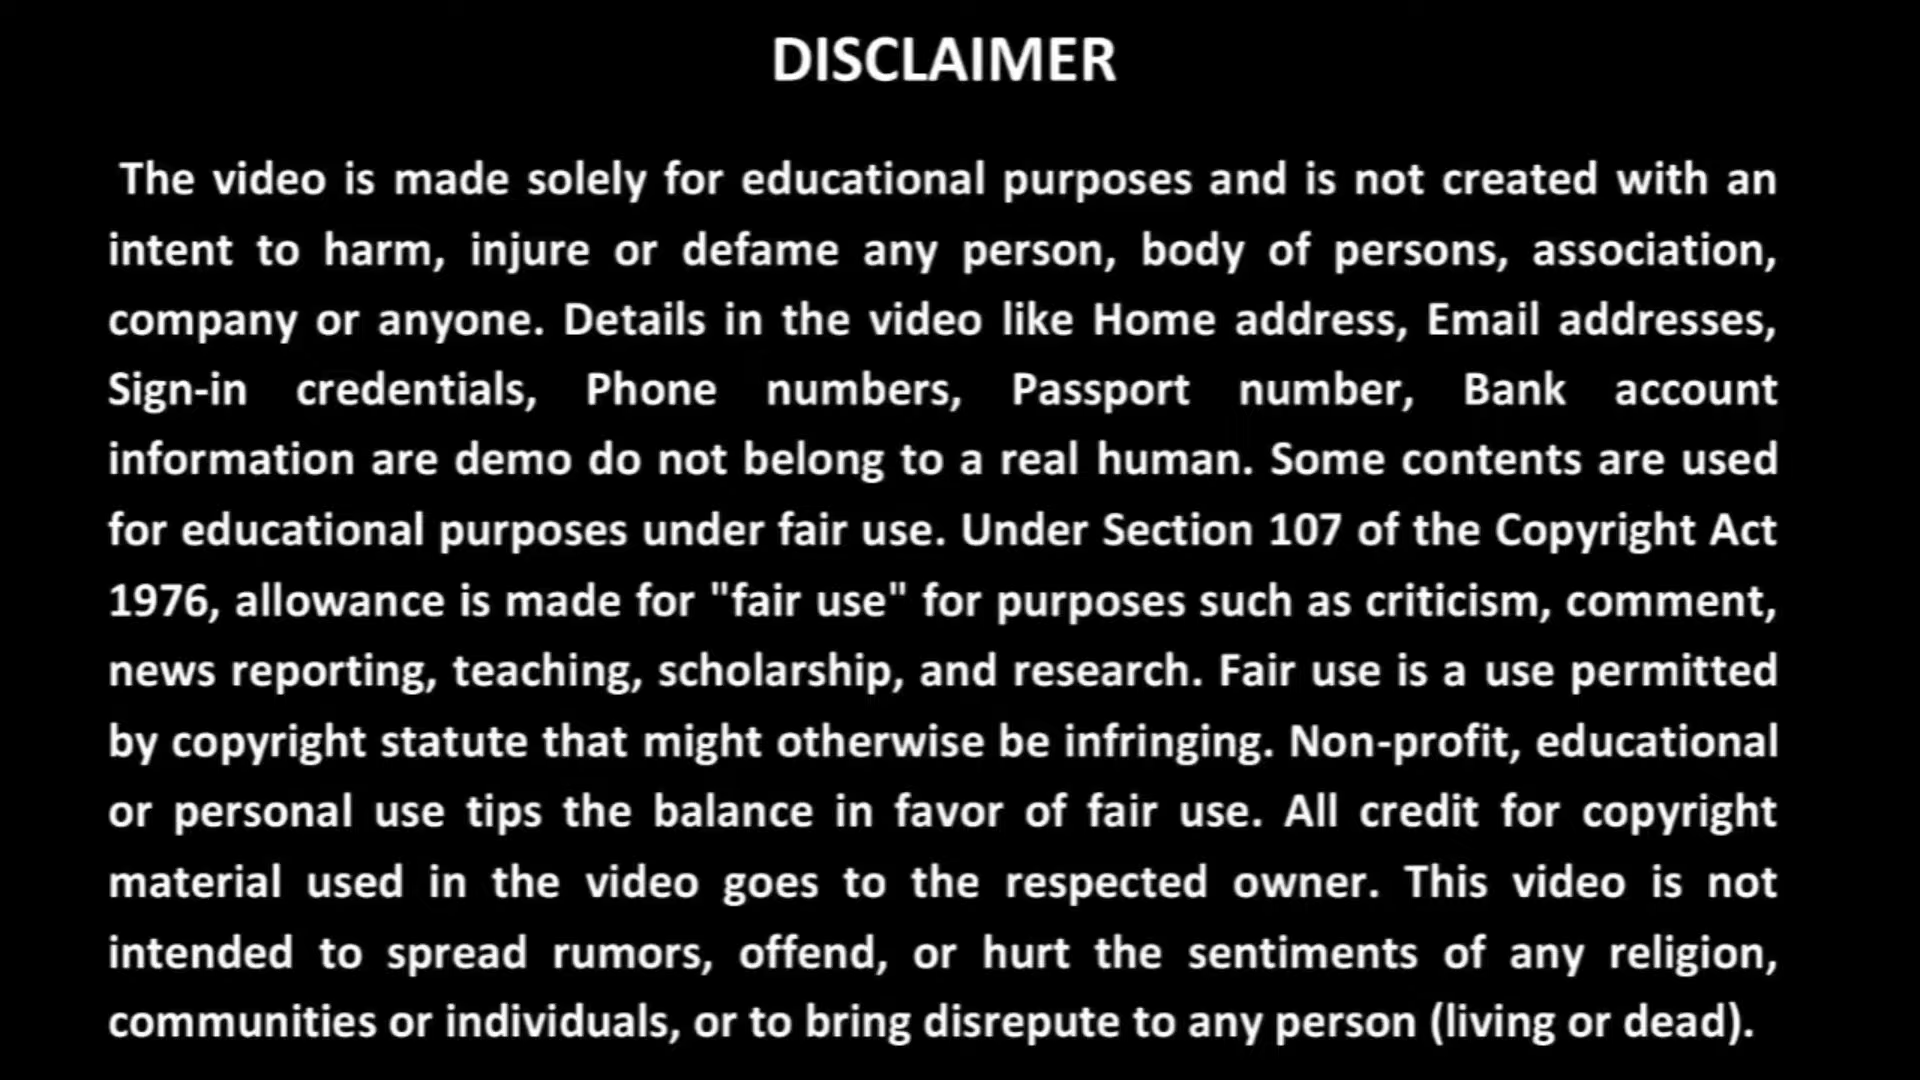 DISCLAIMER
The video is made solely for educational purposes and is not created with an
intent to harm, injure or defame any person, body of persons, association,
company or anyone. Details in the video like Home address, Email addresses,
Sign-in credentials, Phone numbers, Passport number, Bank account
information are demo do not belong to a real human. Some contents are used
for educational purposes under fair use. Under Section 107 of the Copyright Act
1976, allowance is made for "fair use" for purposes such as criticism, comment,
news reporting, teaching, scholarship, and research. Fair use is a use permitted
by copyright statute that might otherwise be infringing. Non-profit, educational
or personal use tips the balance in favor of fair use. All credit for copyright
material used in the video goes to the respected owner. This video is not
intended to spread rumors, offend, or hurt the sentiments of any religion,
communities or individuals, or to bring disrepute to any person (living or dead).